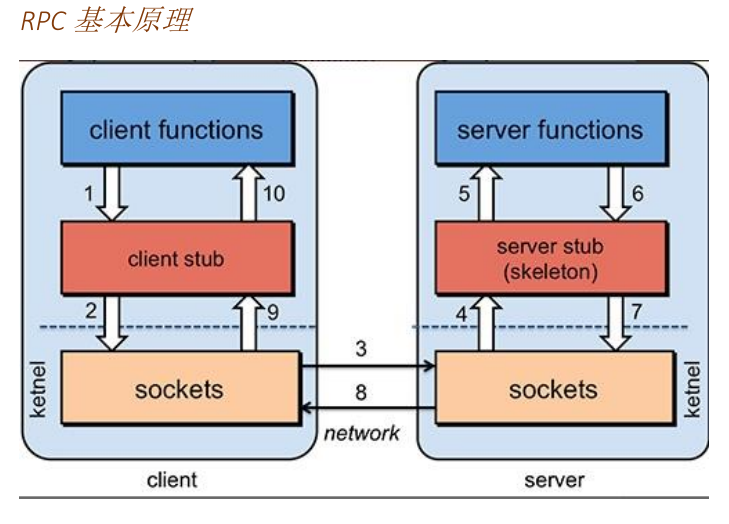 RPC 基本原理
client functions
server functions
1
10
5
6
client stub
server stub
(skeleton)
2
9
4
7
3
sockets
sockets
8
ketnel
ketnel
network
client
server